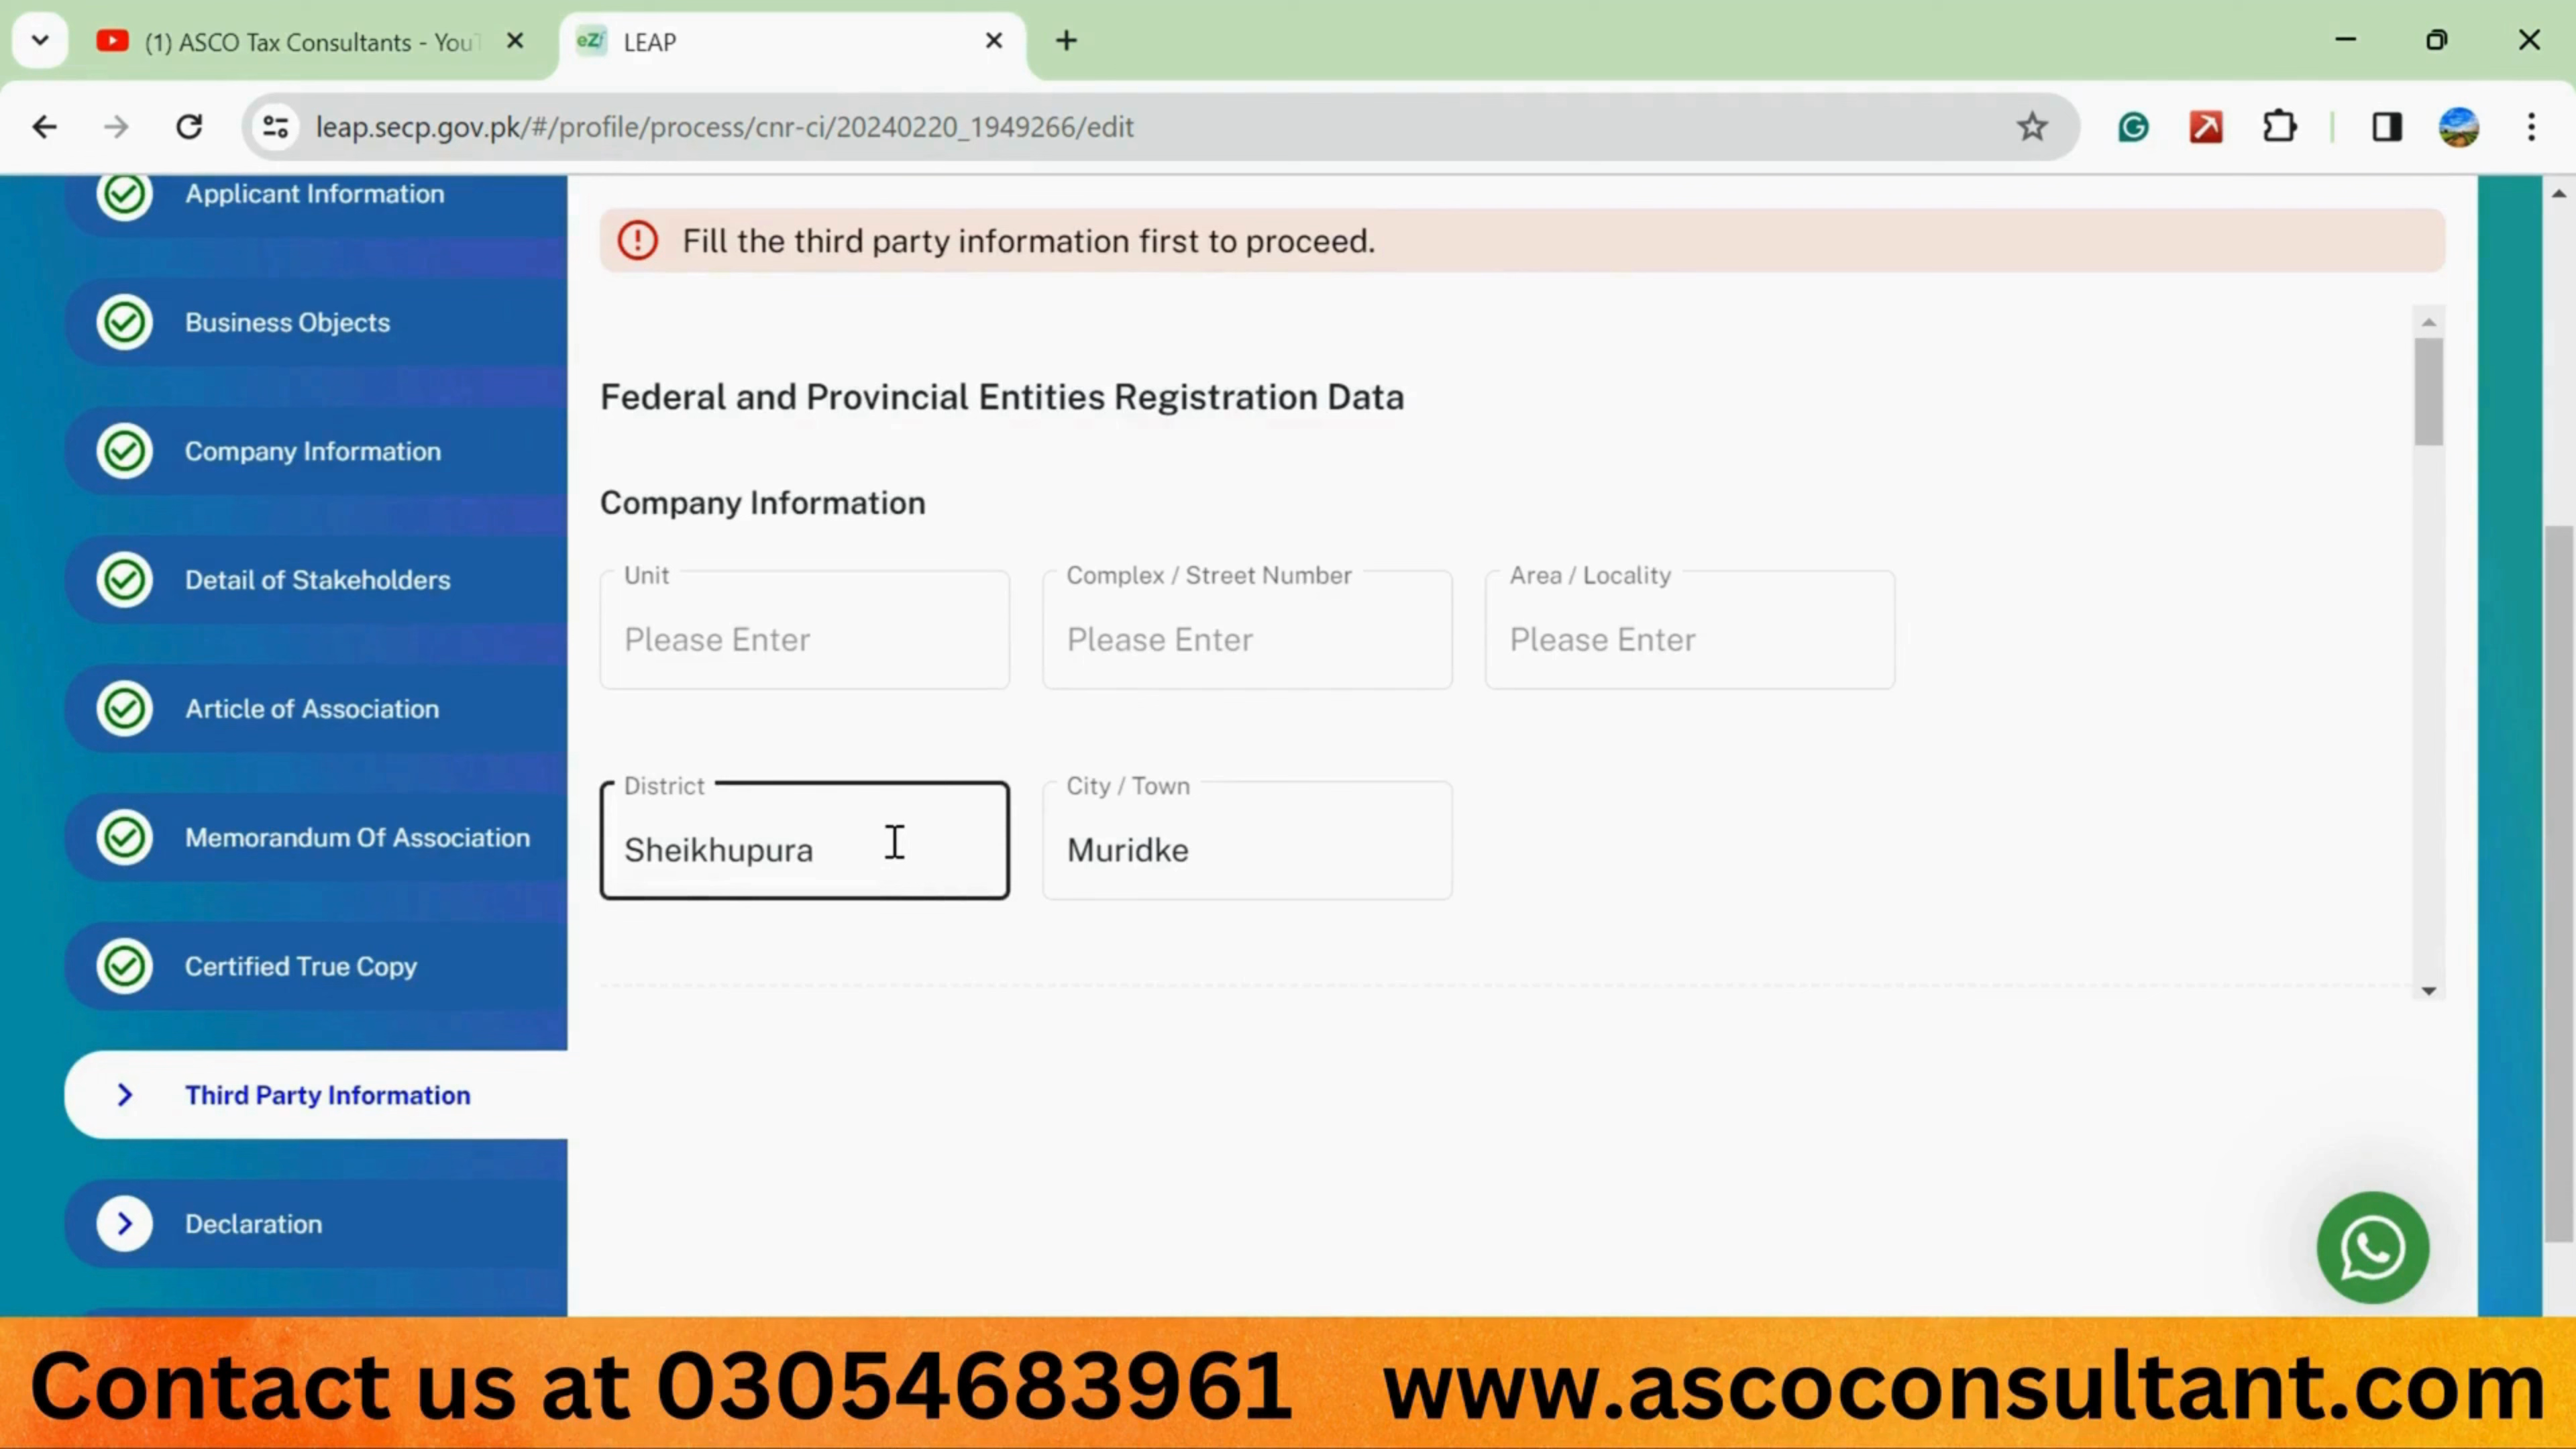 (1) ASCO Tax Consultants - You
LEAP
leap.secp.gov.pk/#/profile/process/cnr-ci/20240220_1949266/edit
Applicant Information
Business Objects
Company Information
Detail of Stakeholders
Article of Association
Memorandum Of Association
Certified True Copy
Third Party Information
Declaration
Fill the third party information first to proceed.
Federal and Provincial Entities Registration Data
Company Information
Unit
Please Enter
Complex / Street Number
Please Enter
Area / Locality
Please Enter
District
Sheikhupura
City / Town
Muridke
Contact us at 03054683961 www.ascoconsultant.com